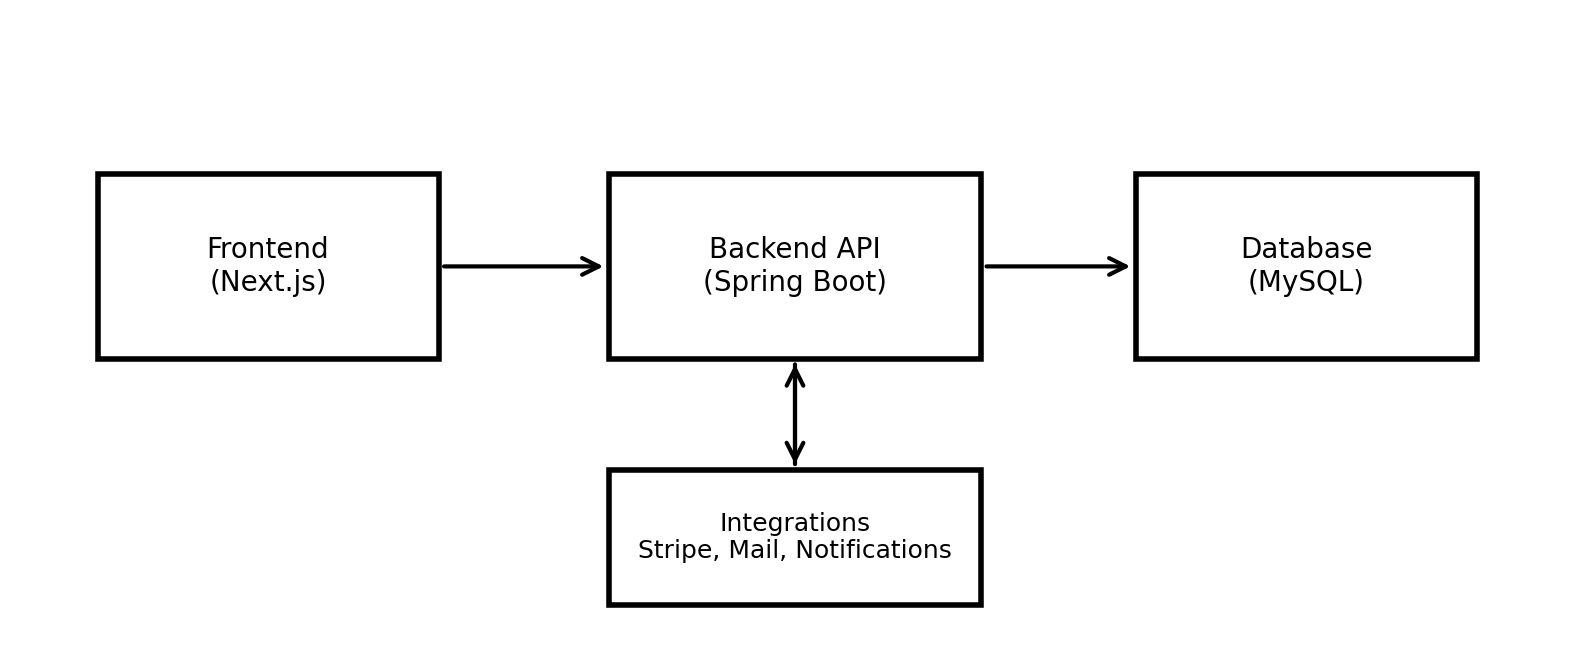 Frontend
(Next.js)
Backend API
(Spring Boot)
Database
(MySQL)
Integrations
Stripe, Mail, Notifications